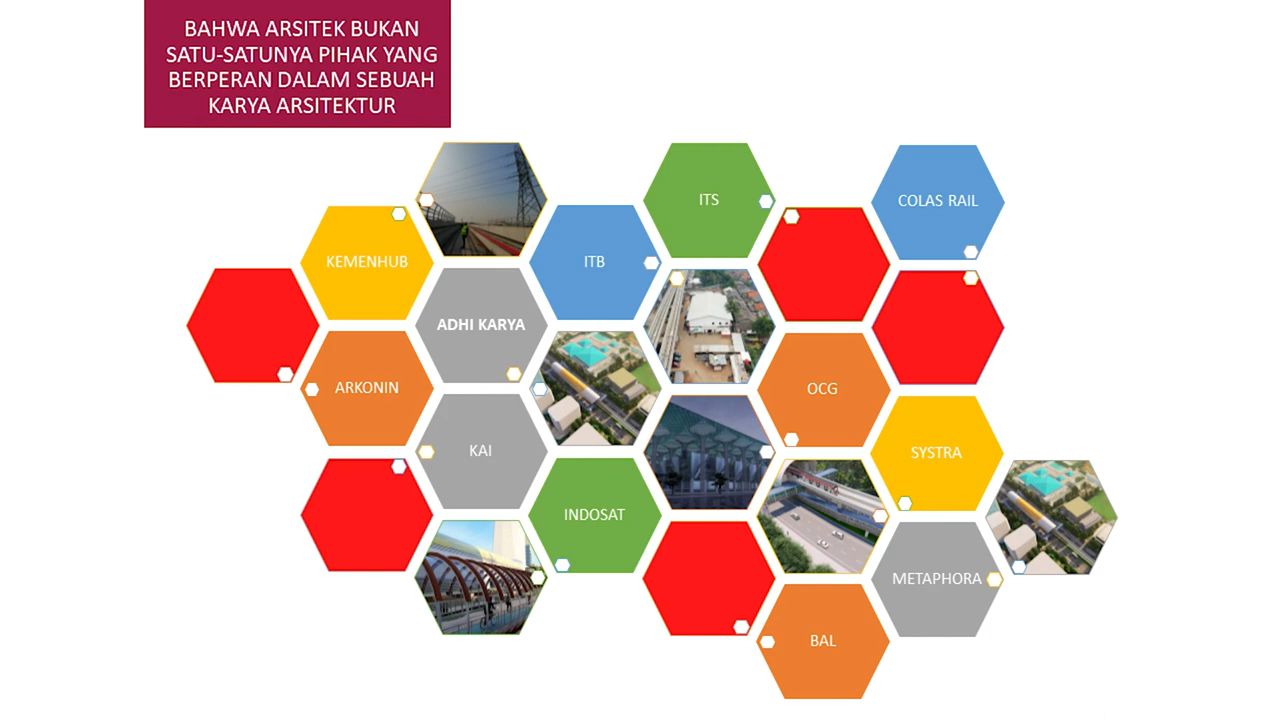 BAHWA ARSITEK BUKAN
SATU-SATUNYA PIHAK YANG
BERPERAN DALAM SEBUAH
KARYA ARSITEKTUR
ITS
COLAS RAIL
KEMENHUB
ITB
ADHI KARYA
ARKONIN
OCG
KAI
SYSTRA
INDOSAT
METAPHORA
BAL